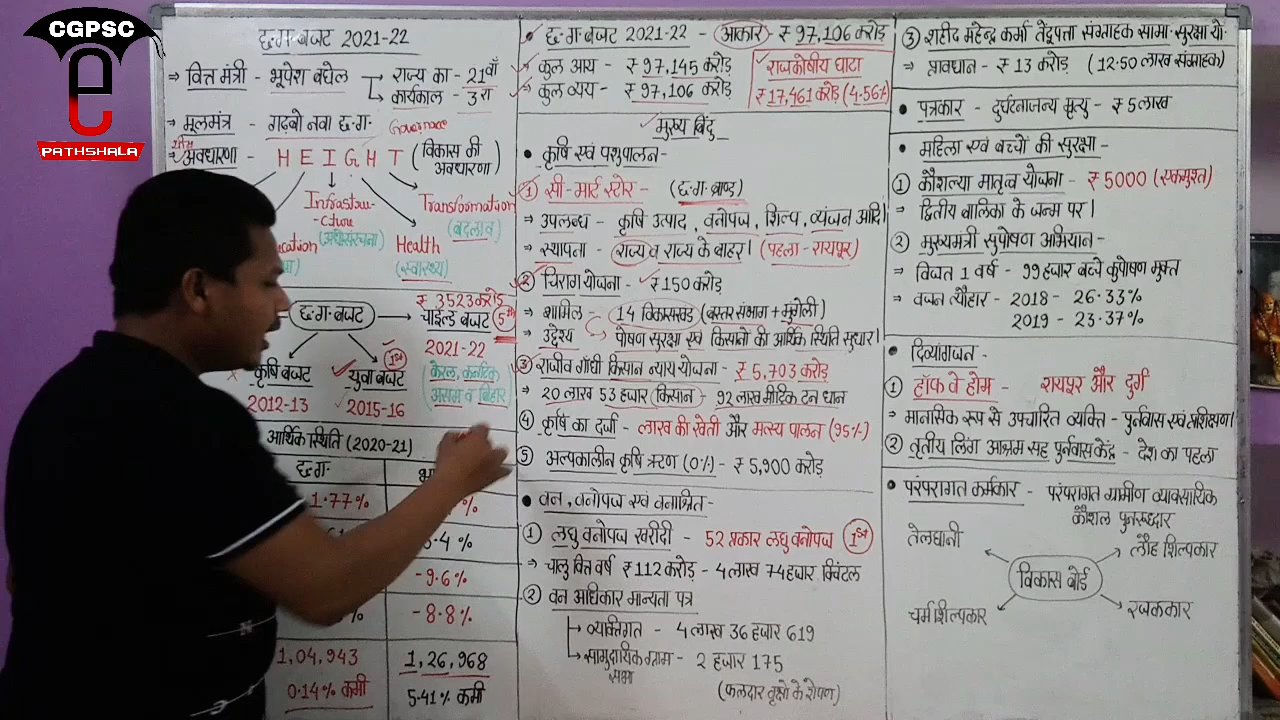 CGPSC
PATHSHALA
छ.ग. बजट 2021-22
⇒ वित्त मंत्री - भूपेश बघेल → राज्य का - 21वाँ
→ कार्यकाल - 3रा
⇒ मूलमंत्र - गढबो नवा छ.ग.
Governance
⇒ अवधारणा - H E I G H T (विकास की अवधारणा)
Infrastru-
-cture
(अधोसंरचना)
Transformation
(बदलाव)
Health
(स्वास्थ्य)
₹ 3523 करोड़
छ.ग. बजट → चाइल्ड बजट 5th
2021-22
केरल, कर्नाटक
असम व बिहार
कृषि बजट
2012-13
युवा बजट 1st
2015-16
आर्थिक स्थिति (2020-21)
छ.ग.
1.77%
-9.6%
-8.8%
1,04,943
1,26,968
0.14% कमी
5.41% कमी
• छ.ग. बजट 2021-22 - आकार - ₹ 97,106 करोड़
⇒ कुल आय - ₹ 97,145 करोड़
⇒ कुल व्यय - ₹ 97,106 करोड़
राजकोषीय घाटा
₹ 17,461 करोड़ (4.56%)
मुख्य बिंदु
• कृषि एवं पशुपालन -
① सी-मार्ट स्टोर - (छ.ग. ब्राण्ड)
⇒ उपलब्ध - कृषि उत्पाद, वनोपज, शिल्प, व्यंजन आदि।
⇒ स्थापना - राज्य व राज्य के बाहर। (पहला - रायपूर)
② चिराग योजना - ₹ 150 करोड़
⇒ शामिल - 14 विकासखंड (बस्तर संभाग + मुंगेली)
⇒ उद्देश्य - पोषण सुरक्षा एवं किसानों की आर्थिक स्थिति सुधार।
③ राजीव गाँधी किसान न्याय योजना - ₹ 5,703 करोड़
⇒ 20 लाख 53 हजार किसान - 92 लाख मीट्रिक टन धान
④ कृषि का दर्जा - लाख की खेती और मत्स्य पालन (95%)
⑤ अल्पकालीन कृषि ऋण (0%) - ₹ 5,900 करोड़
• वन, वनोपज एवं वनाश्रित -
① लघु वनोपज खरीदी - 52 प्रकार लघु वनोपज 1st
⇒ चालु वित्त वर्ष ₹ 112 करोड़ - 4 लाख 74 हजार क्विंटल
② वन अधिकार मान्यता पत्र
→ व्यक्तिगत - 4 लाख 36 हजार 619
→ सामुदायिक ग्राम सभा - 2 हजार 175
(फलदार वृक्षो के रोपण)
③ शहीद महेन्द्र कर्मा तेंदूपत्ता संग्राहक सामा. सुरक्षा यो.
⇒ प्रावधान - ₹ 13 करोड़ (12.50 लाख संग्राहक)
• पत्रकार - दुर्घटनाजन्य मृत्यु - ₹ 5 लाख
• महिला एवं बच्चों की सुरक्षा -
① कौशल्या मातृत्व योजना - ₹ 5000 (एकमुश्त)
⇒ द्वितीय बालिका के जन्म पर।
② मुख्यमंत्री सुपोषण अभियान -
⇒ विगत 1 वर्ष - 99 हजार बच्चे कुपोषण मुक्त
⇒ वजन त्यौहार - 2018 - 26.33%
2019 - 23.37%
• दिव्यांगजन -
① हॉफ वे होम - रायपूर और दुर्ग
⇒ मानसिक रूप से उपचारित व्यक्ति - पुर्नवास एवं प्रशिक्षण।
② तृतीय लिंग आश्रम सह पुर्नवास केंद्र - देश का पहला
• परंपरागत कर्मकार - परंपरागत ग्रामीण व्यावसायिक
कौशल पुनरूद्धार
तेलघानी
लौह शिल्पकार
विकास बोर्ड
चर्म शिल्पकार
रजककार